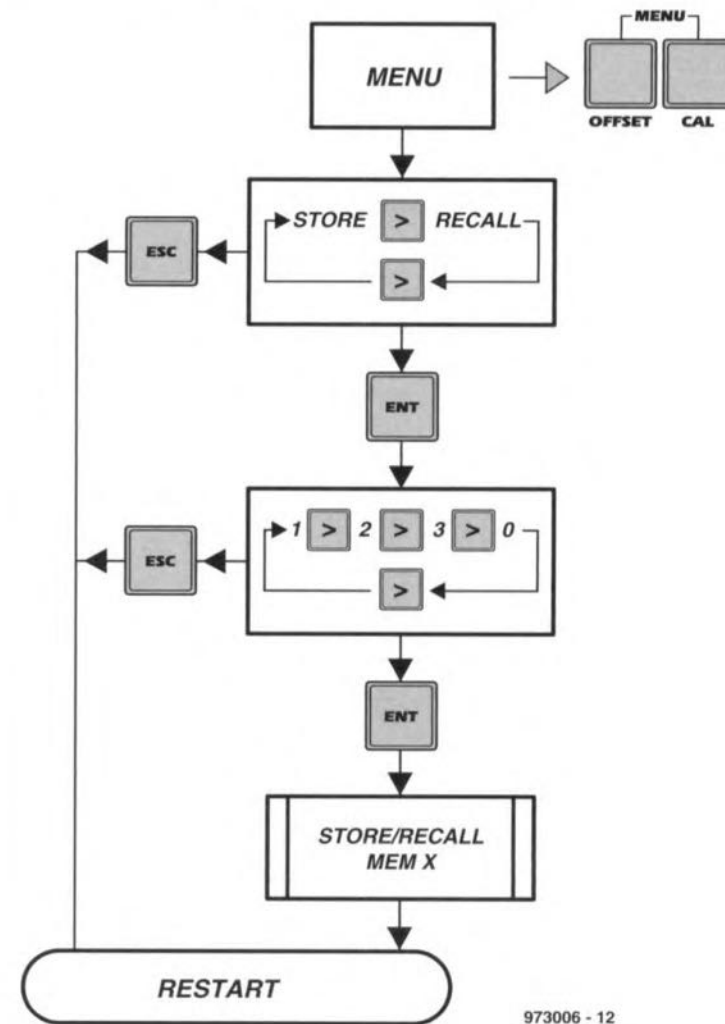 MENU
MENU
OFFSET CAL
STORE > RECALL
>
ESC
ENT
1 > 2 > 3 > 0
>
ESC
ENT
STORE/RECALL
MEM X
RESTART
973006 - 12